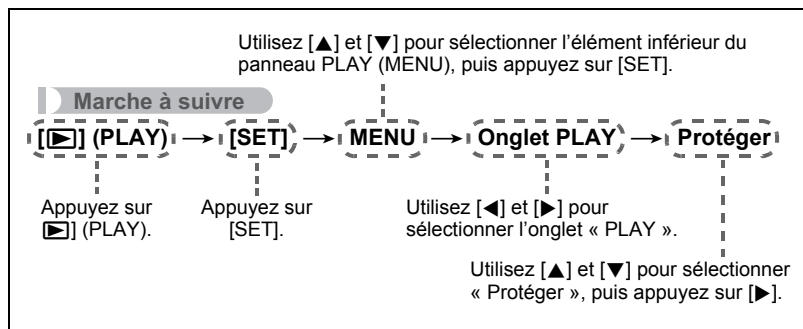 Utilisez [▲] et [▼] pour sélectionner l’élément inférieur du
panneau PLAY (MENU), puis appuyez sur [SET].
Marche à suivre
[▶] (PLAY) → [SET] → MENU → Onglet PLAY → Protéger
Appuyez sur
▶] (PLAY).
Appuyez sur
[SET].
Utilisez [◀] et [▶] pour
sélectionner l’onglet « PLAY ».
Utilisez [▲] et [▼] pour sélectionner
« Protéger », puis appuyez sur [▶].